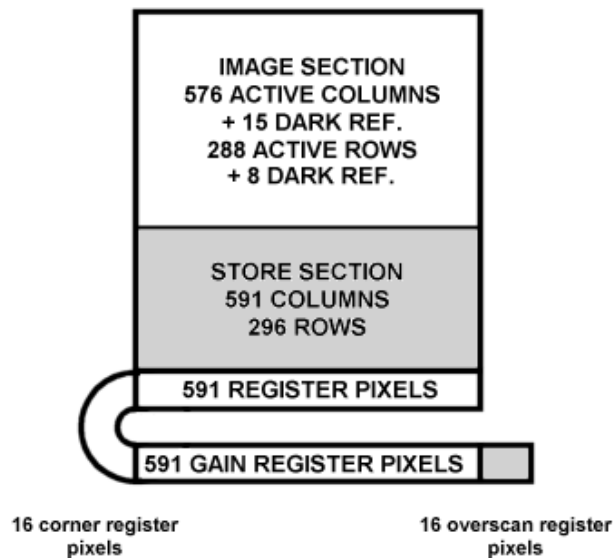 IMAGE SECTION
576 ACTIVE COLUMNS
+ 15 DARK REF.
288 ACTIVE ROWS
+ 8 DARK REF.
STORE SECTION
591 COLUMNS
296 ROWS
591 REGISTER PIXELS
591 GAIN REGISTER PIXELS
16 corner register
pixels
16 overscan register
pixels